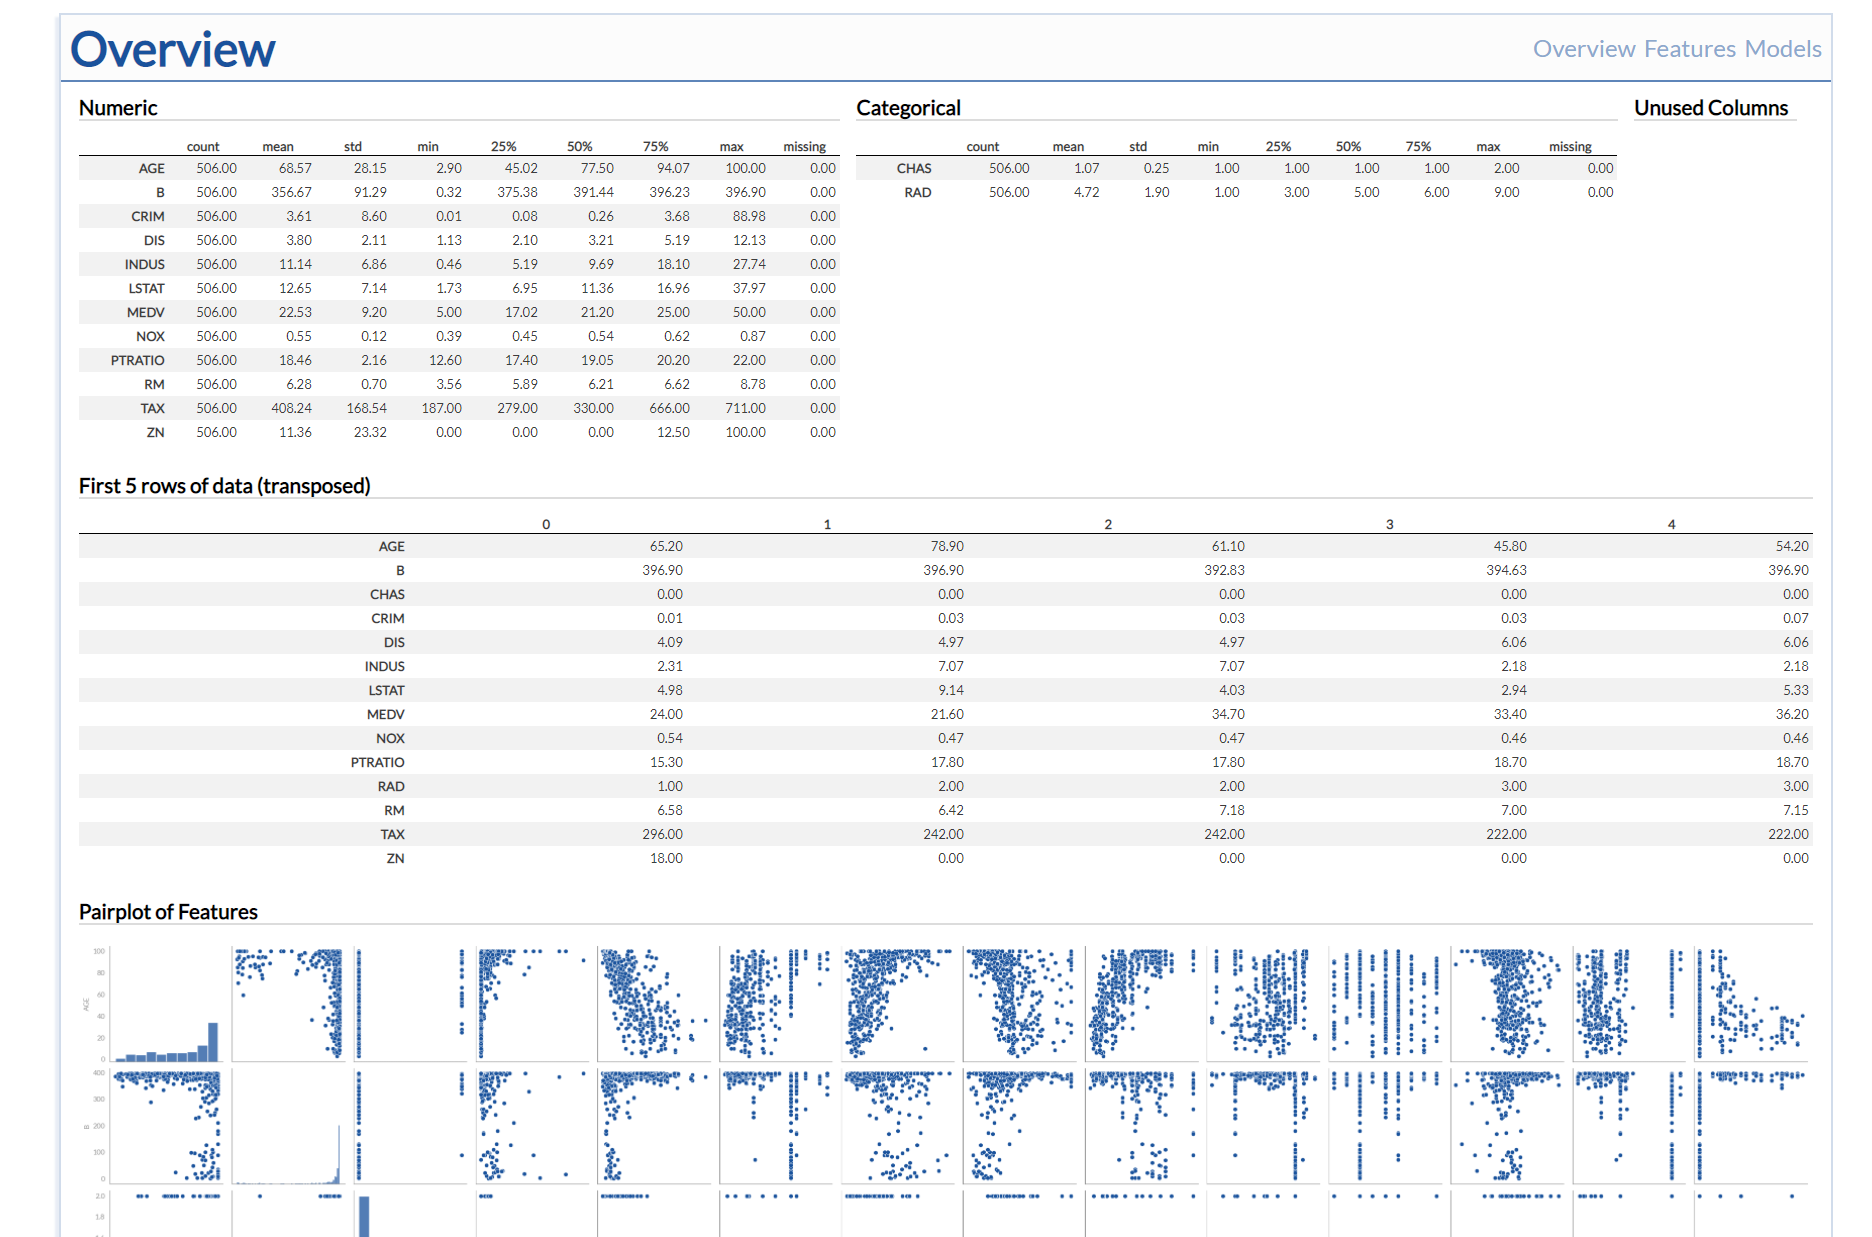 Overview
Overview Features Models
Numeric
count mean std min 25% 50% 75% max missing
AGE 506.00 68.57 28.15 2.90 45.02 77.50 94.07 100.00 0.00
B 506.00 356.67 91.29 0.32 375.38 391.44 396.23 396.90 0.00
CRIM 506.00 3.61 8.60 0.01 0.08 0.26 3.68 88.98 0.00
DIS 506.00 3.80 2.11 1.13 2.10 3.21 5.19 12.13 0.00
INDUS 506.00 11.14 6.86 0.46 5.19 9.69 18.10 27.74 0.00
LSTAT 506.00 12.65 7.14 1.73 6.95 11.36 16.96 37.97 0.00
MEDV 506.00 22.53 9.20 5.00 17.02 21.20 25.00 50.00 0.00
NOX 506.00 0.55 0.12 0.39 0.45 0.54 0.62 0.87 0.00
PTRATIO 506.00 18.46 2.16 12.60 17.40 19.05 20.20 22.00 0.00
RM 506.00 6.28 0.70 3.56 5.89 6.21 6.62 8.78 0.00
TAX 506.00 408.24 168.54 187.00 279.00 330.00 666.00 711.00 0.00
ZN 506.00 11.36 23.32 0.00 0.00 0.00 12.50 100.00 0.00
Categorical
count mean std min 25% 50% 75% max missing
CHAS 506.00 1.07 0.25 1.00 1.00 1.00 1.00 2.00 0.00
RAD 506.00 4.72 1.90 1.00 3.00 5.00 6.00 9.00 0.00
Unused Columns
First 5 rows of data (transposed)
0 1 2 3 4
AGE 65.20 78.90 61.10 45.80 54.20
B 396.90 396.90 392.83 394.63 396.90
CHAS 0.00 0.00 0.00 0.00 0.00
CRIM 0.01 0.03 0.03 0.03 0.07
DIS 4.09 4.97 4.97 6.06 6.06
INDUS 2.31 7.07 7.07 2.18 2.18
LSTAT 4.98 9.14 4.03 2.94 5.33
MEDV 24.00 21.60 34.70 33.40 36.20
NOX 0.54 0.47 0.47 0.46 0.46
PTRATIO 15.30 17.80 17.80 18.70 18.70
RAD 1.00 2.00 2.00 3.00 3.00
RM 6.58 6.42 7.18 7.00 7.15
TAX 296.00 242.00 242.00 222.00 222.00
ZN 18.00 0.00 0.00 0.00 0.00
Pairplot of Features
100
80
60
AGE
40
20
0
400
300
B 200
100
0
2.0
1.8